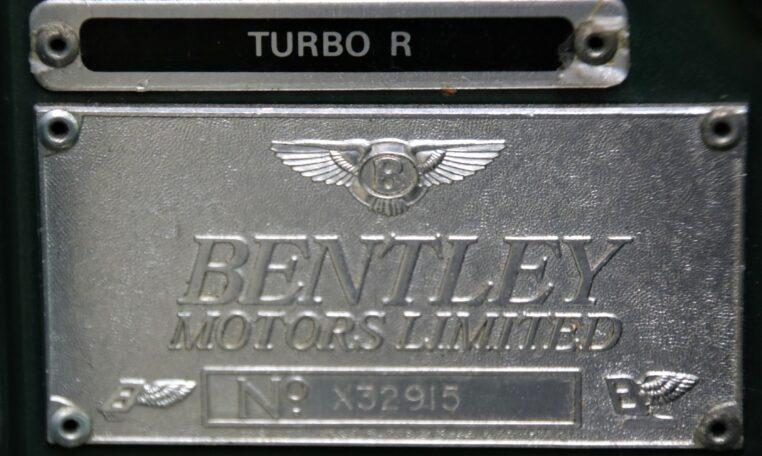 TURBO R
B
BENTLEY
MOTORS LIMITED
B Nº X32915 B